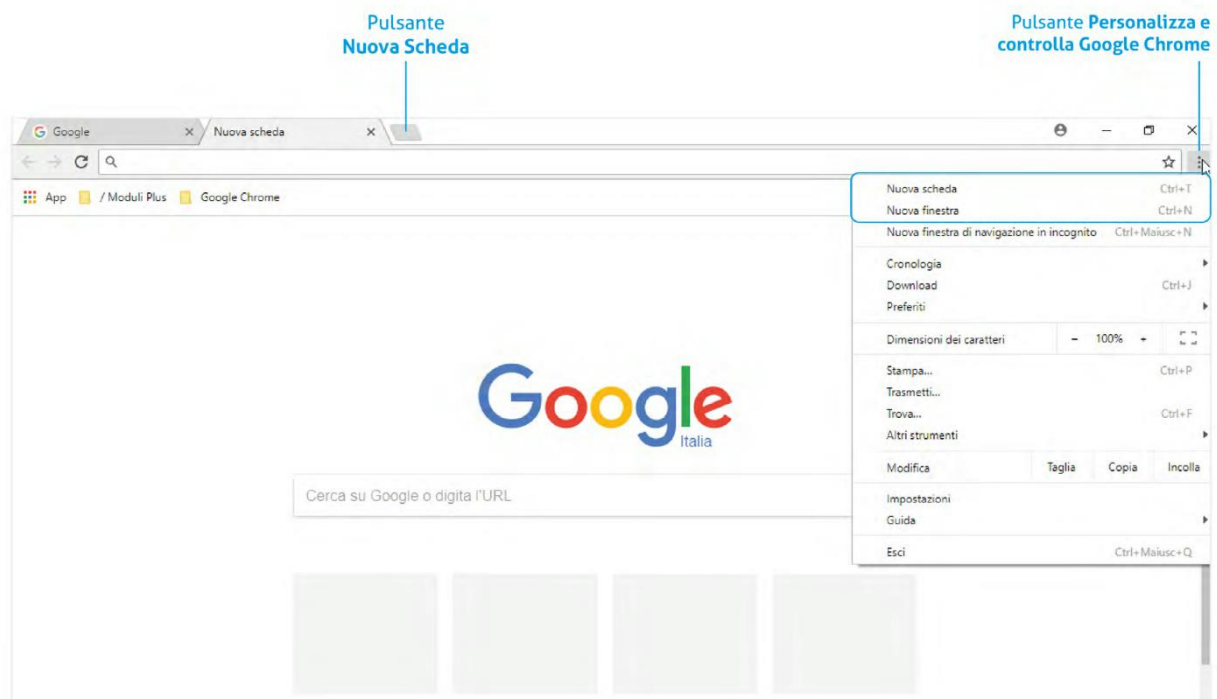 Pulsante
Nuova Scheda
Pulsante Personalizza e
controlla Google Chrome
Google
Nuova scheda
App
/ Moduli Plus
Google Chrome
Nuova scheda Ctrl+T
Nuova finestra Ctrl+N
Nuova finestra di navigazione in incognito Ctrl+Maiusc+N
Cronologia
Download Ctrl+J
Preferiti
Dimensioni dei caratteri - 100% +
Stampa... Ctrl+P
Trasmetti...
Trova... Ctrl+F
Altri strumenti
Modifica Taglia Copia Incolla
Impostazioni
Guida
Esci Ctrl+Maiusc+Q
Google
Italia
Cerca su Google o digita l'URL